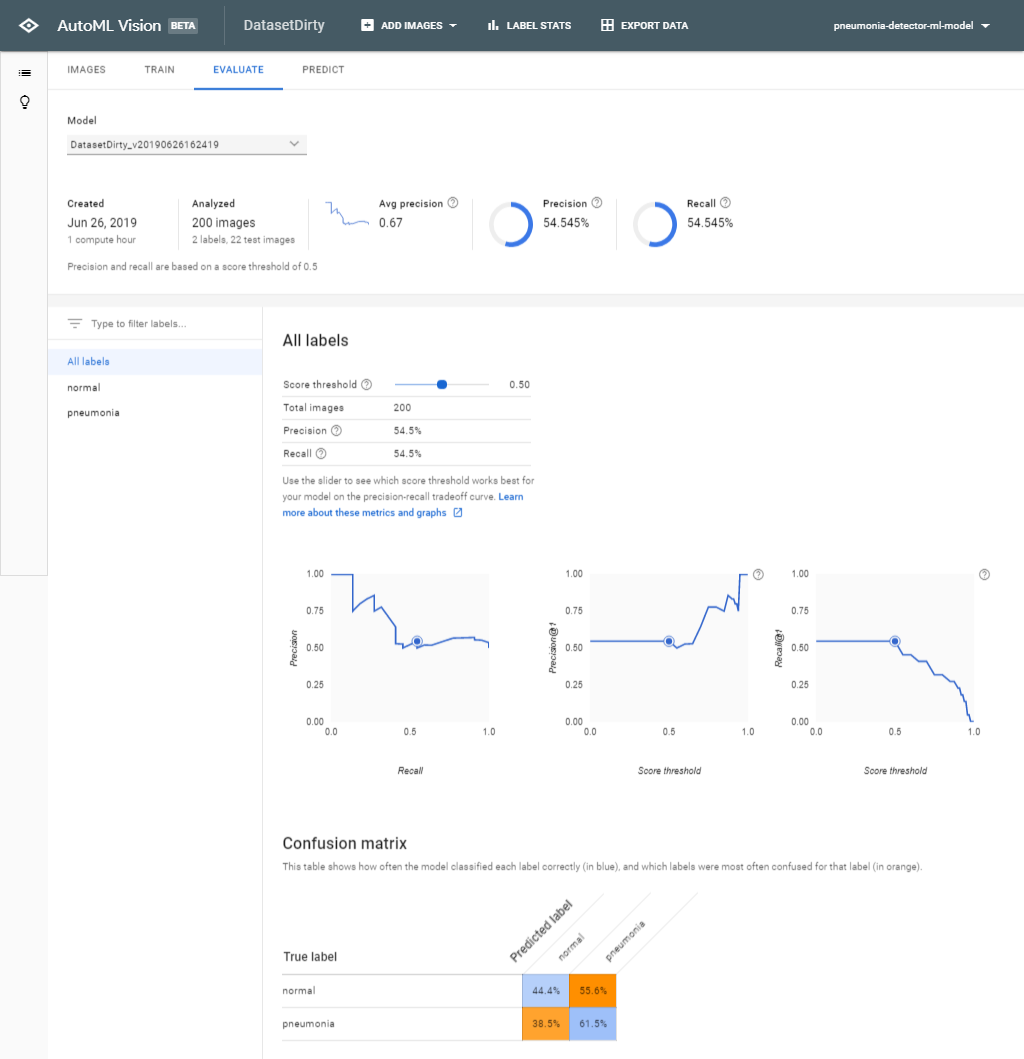 AutoML Vision BETA
DatasetDirty
ADD IMAGES
LABEL STATS
EXPORT DATA
pneumonia-detector-ml-model
IMAGES
TRAIN
EVALUATE
PREDICT
Model
DatasetDirty_v20190626162419
Created
Jun 26, 2019
1 compute hour
Analyzed
200 images
2 labels, 22 test images
Avg precision
0.67
Precision
54.545%
Recall
54.545%
Precision and recall are based on a score threshold of 0.5
Type to filter labels...
All labels
normal
pneumonia
All labels
Score threshold 0.50
Total images 200
Precision 54.5%
Recall 54.5%
Use the slider to see which score threshold works best for
your model on the precision-recall tradeoff curve. Learn
more about these metrics and graphs
1.00
0.75
0.50
0.25
0.00
Precision
0.0 0.5 1.0
Recall
1.00
0.75
0.50
0.25
0.00
Precision@1
0.0 0.5 1.0
Score threshold
1.00
0.75
0.50
0.25
0.00
Recall@1
0.0 0.5 1.0
Score threshold
Confusion matrix
This table shows how often the model classified each label correctly (in blue), and which labels were most often confused for that label (in orange).
True label
Predicted label
normal
pneumonia
normal 44.4% 55.6%
pneumonia 38.5% 61.5%